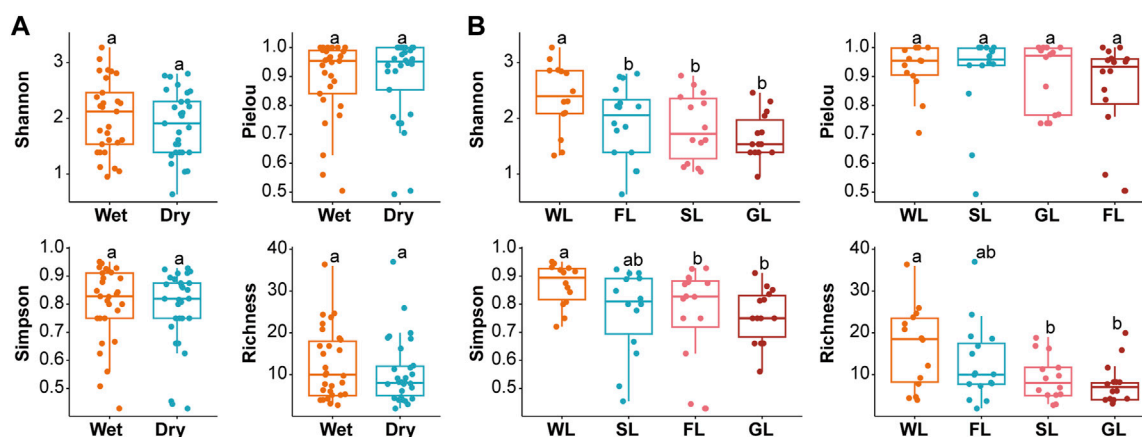 A
B
Shannon
3
2
1
a
a
Wet
Dry
Pielou
1.0
0.9
0.8
0.7
0.6
0.5
a
a
Wet
Dry
Shannon
3
2
1
a
b
b
b
WL
FL
SL
GL
Pielou
1.0
0.9
0.8
0.7
0.6
0.5
a
a
a
a
WL
SL
GL
FL
Simpson
1.0
0.9
0.8
0.7
0.6
0.5
a
a
Wet
Dry
Richness
40
30
20
10
a
a
Wet
Dry
Simpson
1.0
0.9
0.8
0.7
0.6
0.5
a
ab
b
b
WL
SL
FL
GL
Richness
40
30
20
10
a
ab
b
b
WL
FL
SL
GL